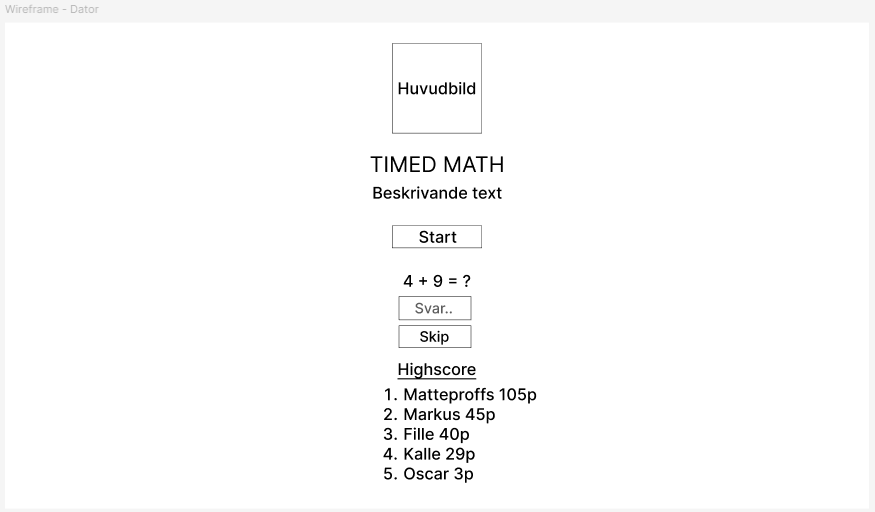 Wireframe - Dator
Huvudbild
TIMED MATH
Beskrivande text
Start
4 + 9 = ?
Svar..
Skip
Highscore
1. Matteproffs 105p
2. Markus 45p
3. Fille 40p
4. Kalle 29p
5. Oscar 3p